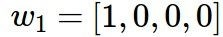 w₁ = [1, 0, 0, 0]